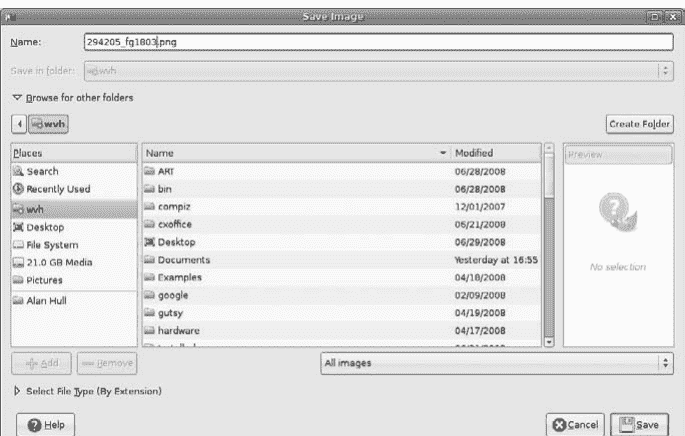 Save Image
Name: 294205_fg1803.png
Save in folder: wvh
Browse for other folders
wvh Create Folder
Places Name Modified Preview
Search ART 06/28/2008
Recently Used bin 06/28/2008
wvh compiz 12/01/2007
Desktop cxoffice 06/21/2008
File System Desktop 06/29/2008
21.0 GB Media Documents Yesterday at 16:55
Pictures Examples 04/18/2008
Alan Hull google 02/09/2008
gutsy 04/19/2008
hardware 04/17/2008
No selection
Add Remove All images
Select File Type (By Extension)
Help Cancel Save